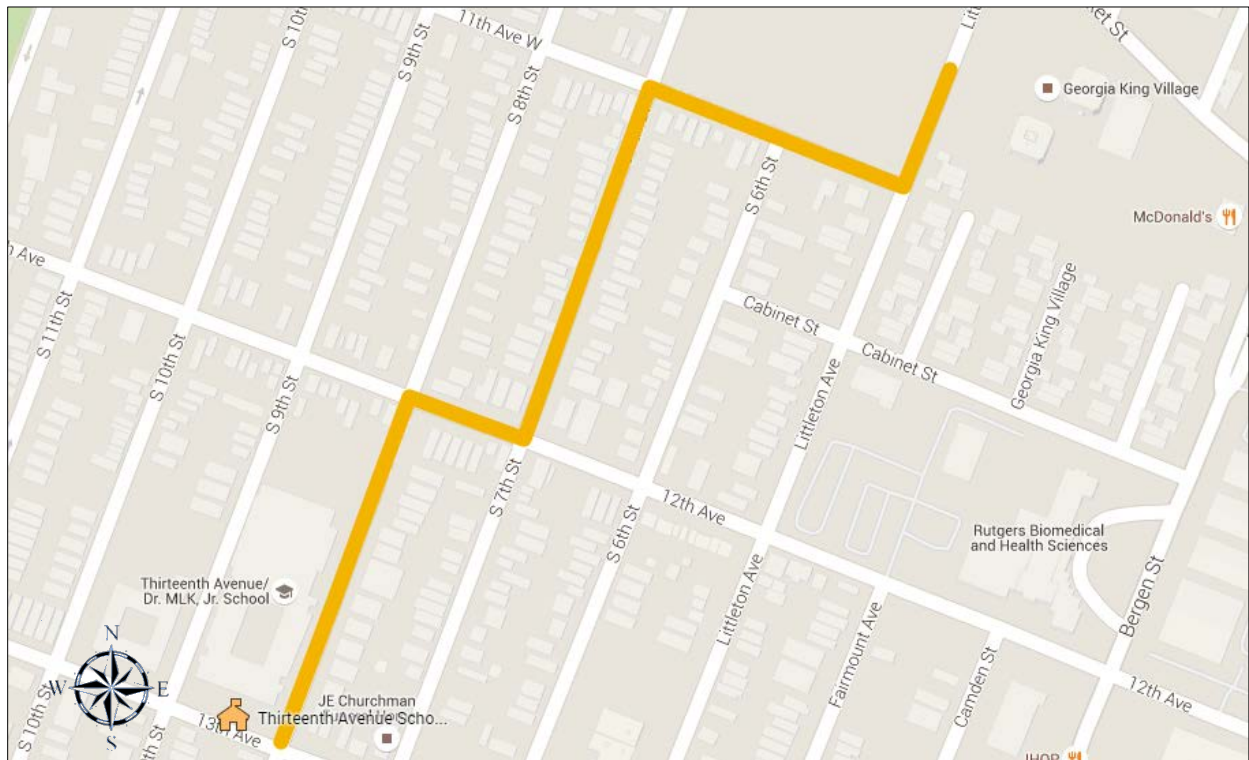 11th Ave W
S 10th
S 9th St
S 8th St
Georgia King Village
McDonald's
S 6th St
Cabinet St
Cabinet St
Georgia King Village
S 11th St
S 10th St
S 9th St
Littleton Ave
S 7th St
12th Ave
S 6th St
Rutgers Biomedical
and Health Sciences
Thirteenth Avenue/
Dr. MLK, Jr. School
Littleton Ave
Fairmount Ave
Bergen St
Camden St
12th Ave
N
W
E
S
S 10th St
JE Churchman
Thirteenth Avenue Scho...
13th Ave
IHOP